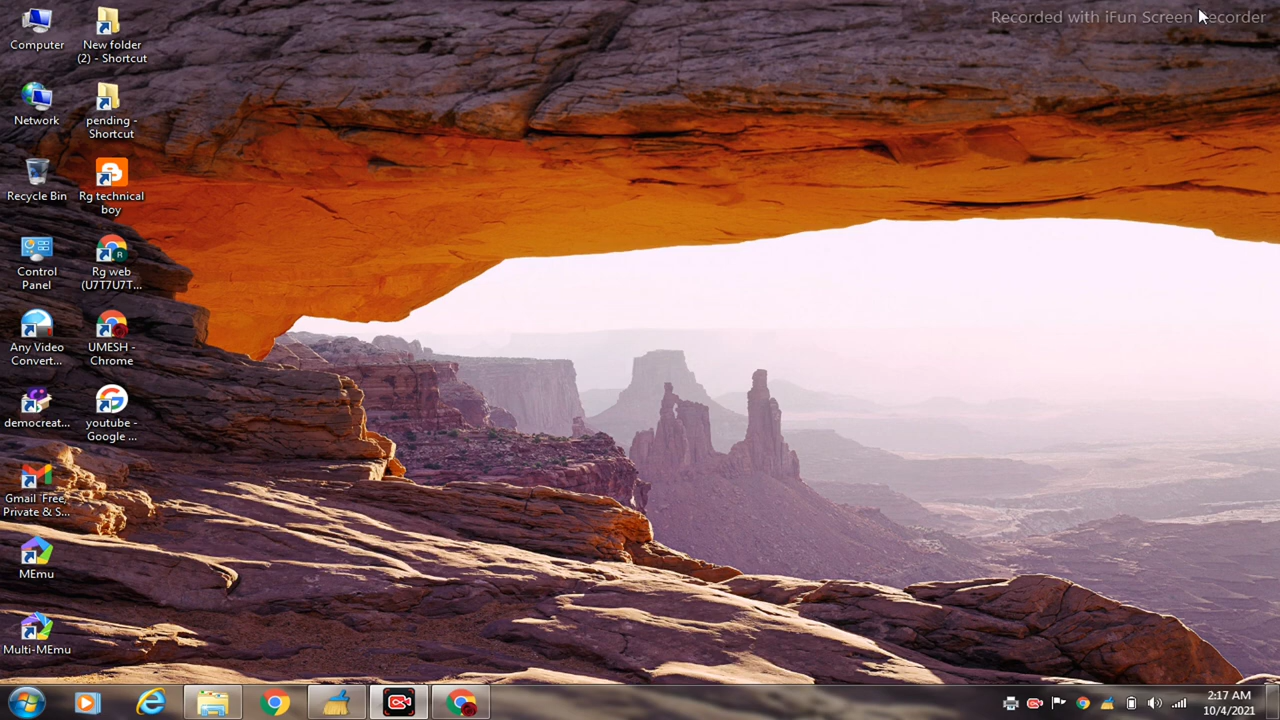 Recorded with iFun Screen Recorder
Computer
New folder
(2) - Shortcut
Network
pending -
Shortcut
Recycle Bin
Rg technical
boy
Control
Panel
Rg web
(U7T7U7T...
Any Video
Convert...
UMESH -
Chrome
democreat...
youtube -
Google ...
Gmail Free,
Private & S...
MEmu
Multi-MEmu
2:17 AM
10/4/2021